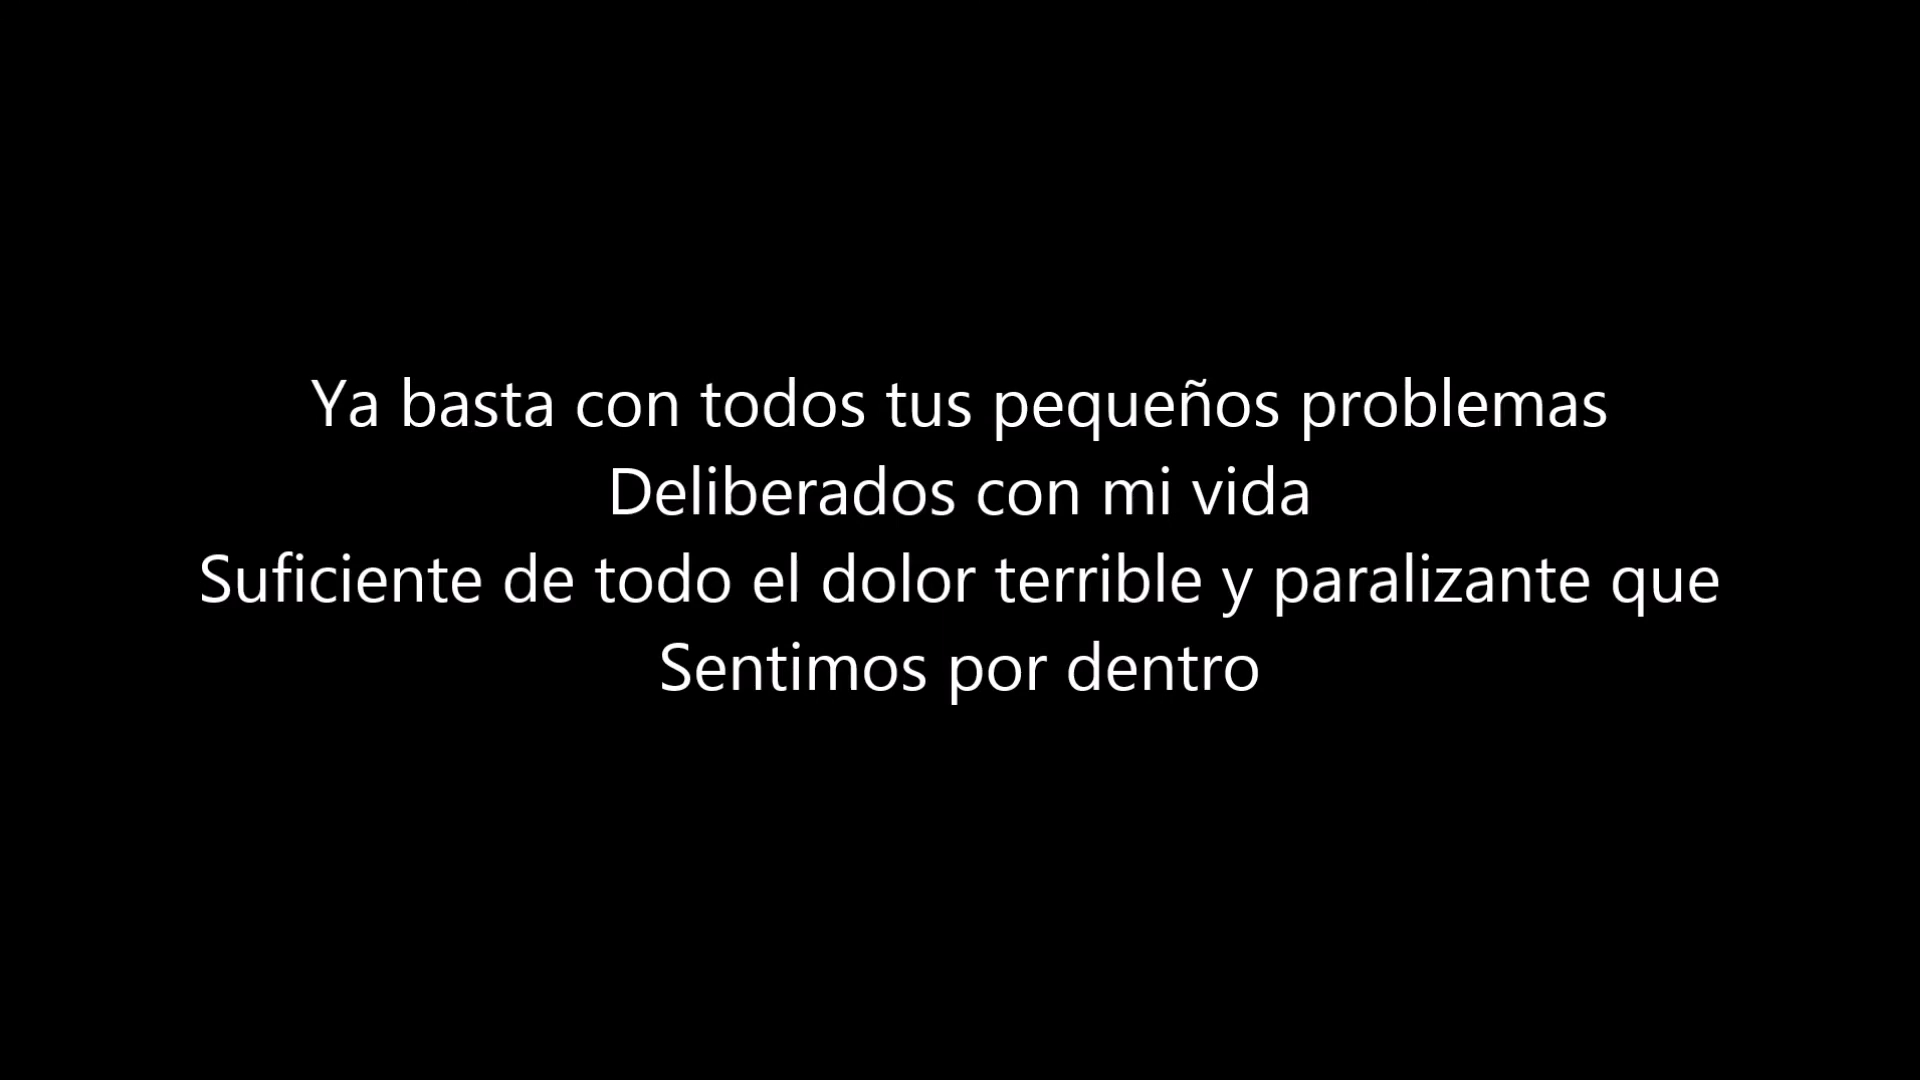 Ya basta con todos tus pequeños problemas
Deliberados con mi vida
Suficiente de todo el dolor terrible y paralizante que
Sentimos por dentro